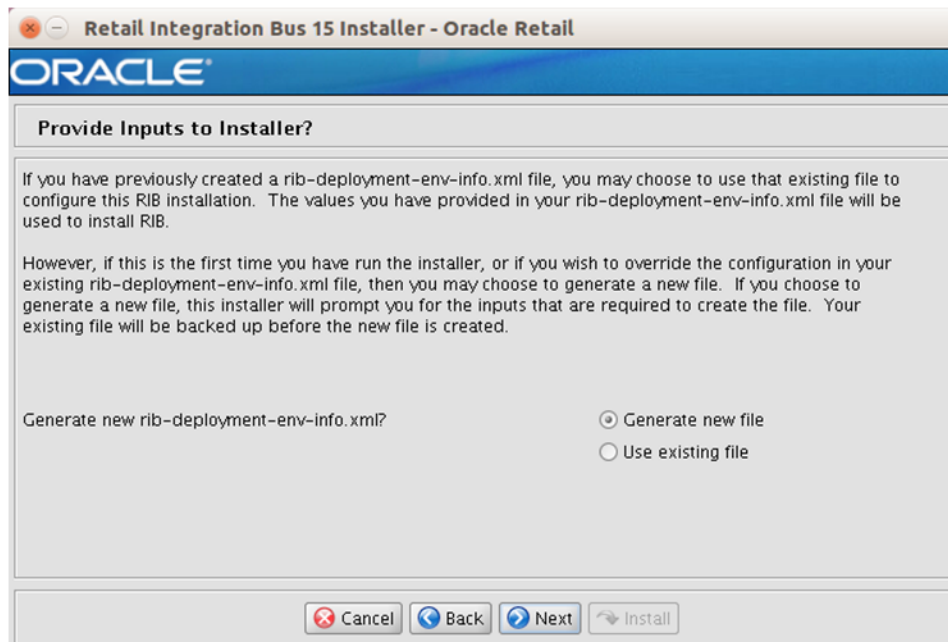 Retail Integration Bus 15 Installer - Oracle Retail
ORACLE®
Provide Inputs to Installer?
If you have previously created a rib-deployment-env-info.xml file, you may choose to use that existing file to
configure this RIB installation. The values you have provided in your rib-deployment-env-info.xml file will be
used to install RIB.
However, if this is the first time you have run the installer, or if you wish to override the configuration in your
existing rib-deployment-env-info.xml file, then you may choose to generate a new file. If you choose to
generate a new file, this installer will prompt you for the inputs that are required to create the file. Your
existing file will be backed up before the new file is created.
Generate new rib-deployment-env-info.xml?
Generate new file
Use existing file
Cancel Back Next Install